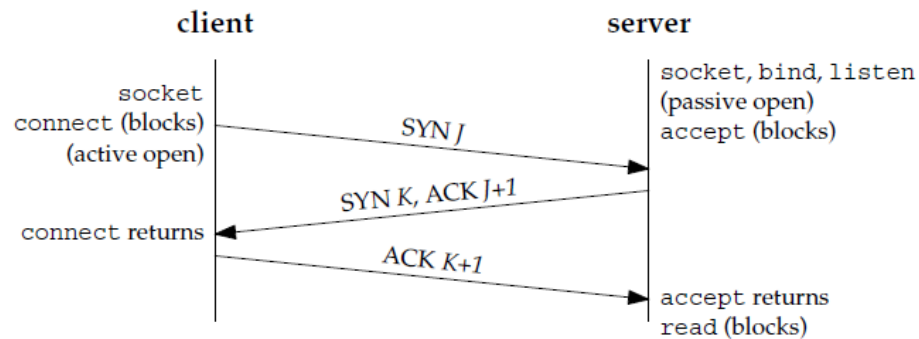 client
server
socket
connect (blocks)
(active open)
socket, bind, listen
(passive open)
accept (blocks)
SYN J
SYN K, ACK J+1
connect returns
ACK K+1
accept returns
read (blocks)